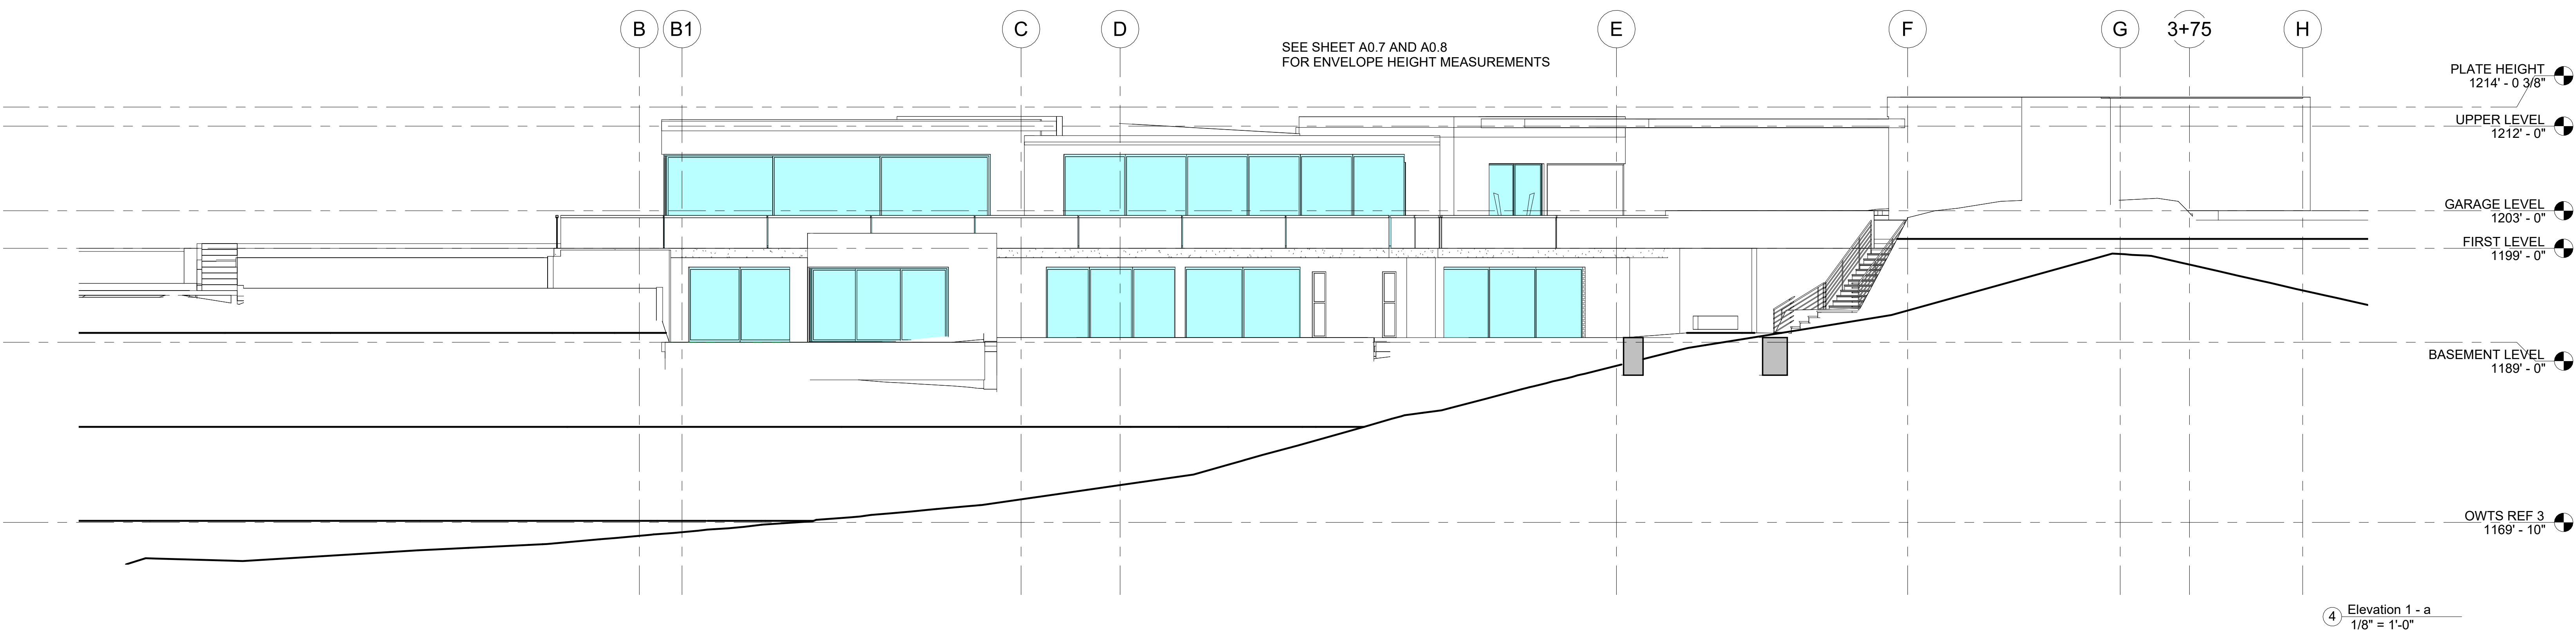 B
B1
C
D
E
F
G
3+75
H
SEE SHEET A0.7 AND A0.8
FOR ENVELOPE HEIGHT MEASUREMENTS
PLATE HEIGHT
1214' - 0 3/8"
UPPER LEVEL
1212' - 0"
GARAGE LEVEL
1203' - 0"
FIRST LEVEL
1199' - 0"
BASEMENT LEVEL
1189' - 0"
OWTS REF 3
1169' - 10"
4
Elevation 1 - a
1/8" = 1'-0"